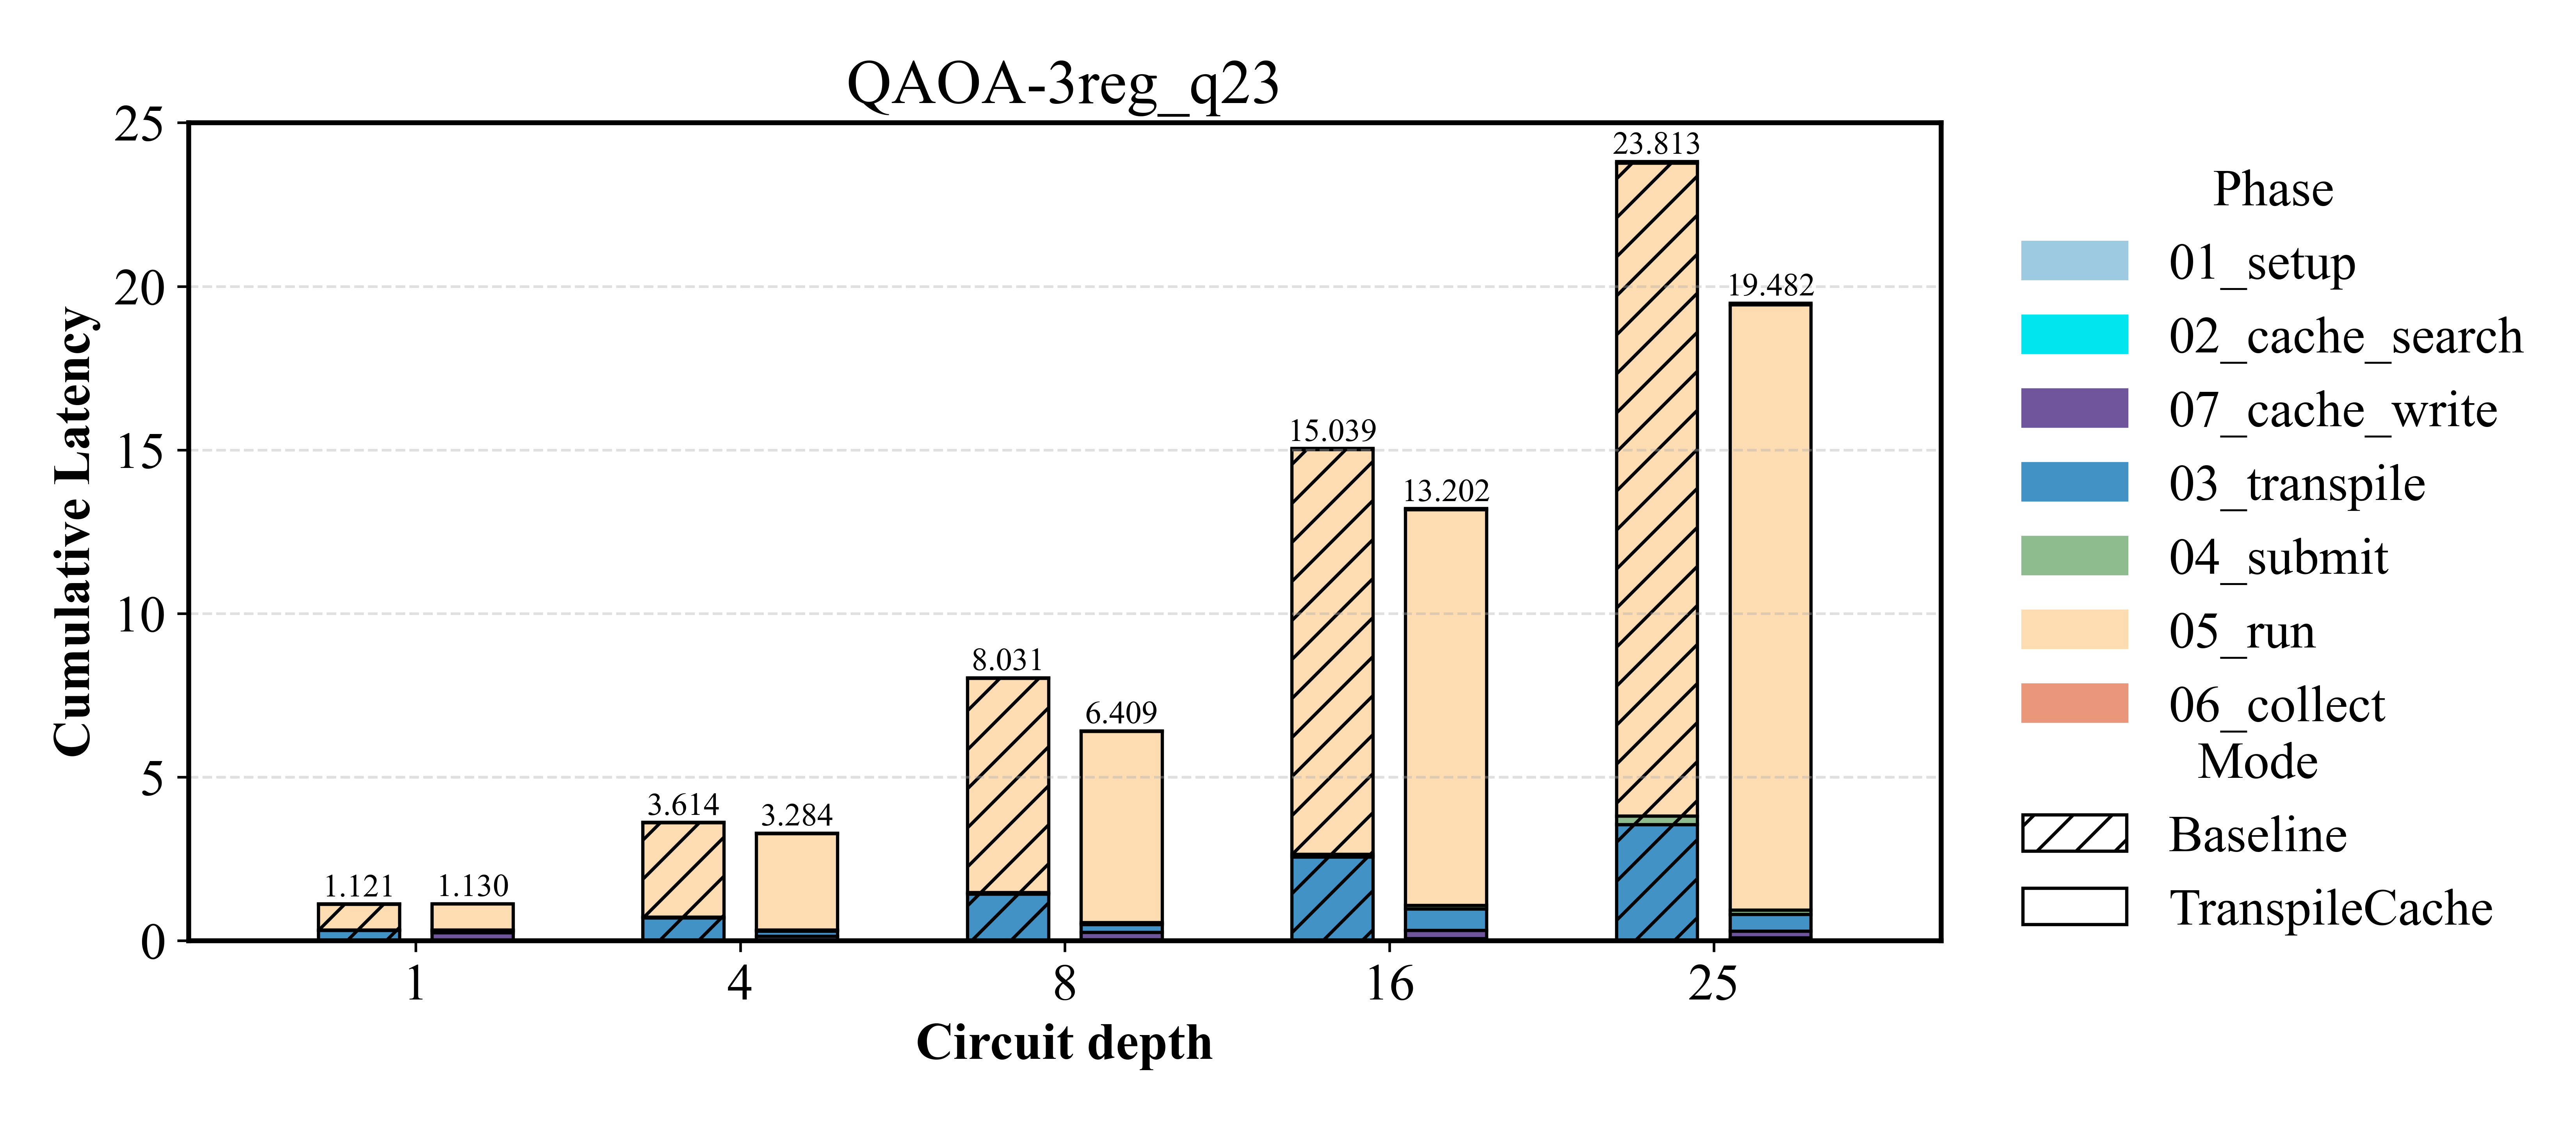 QAOA-3reg_q23
25
20
15
10
5
0
Cumulative Latency
1.121
1.130
3.614
3.284
8.031
6.409
15.039
13.202
23.813
19.482
1
4
8
16
25
Circuit depth
Phase
01_setup
02_cache_search
07_cache_write
03_transpile
04_submit
05_run
06_collect
Mode
Baseline
TranspileCache